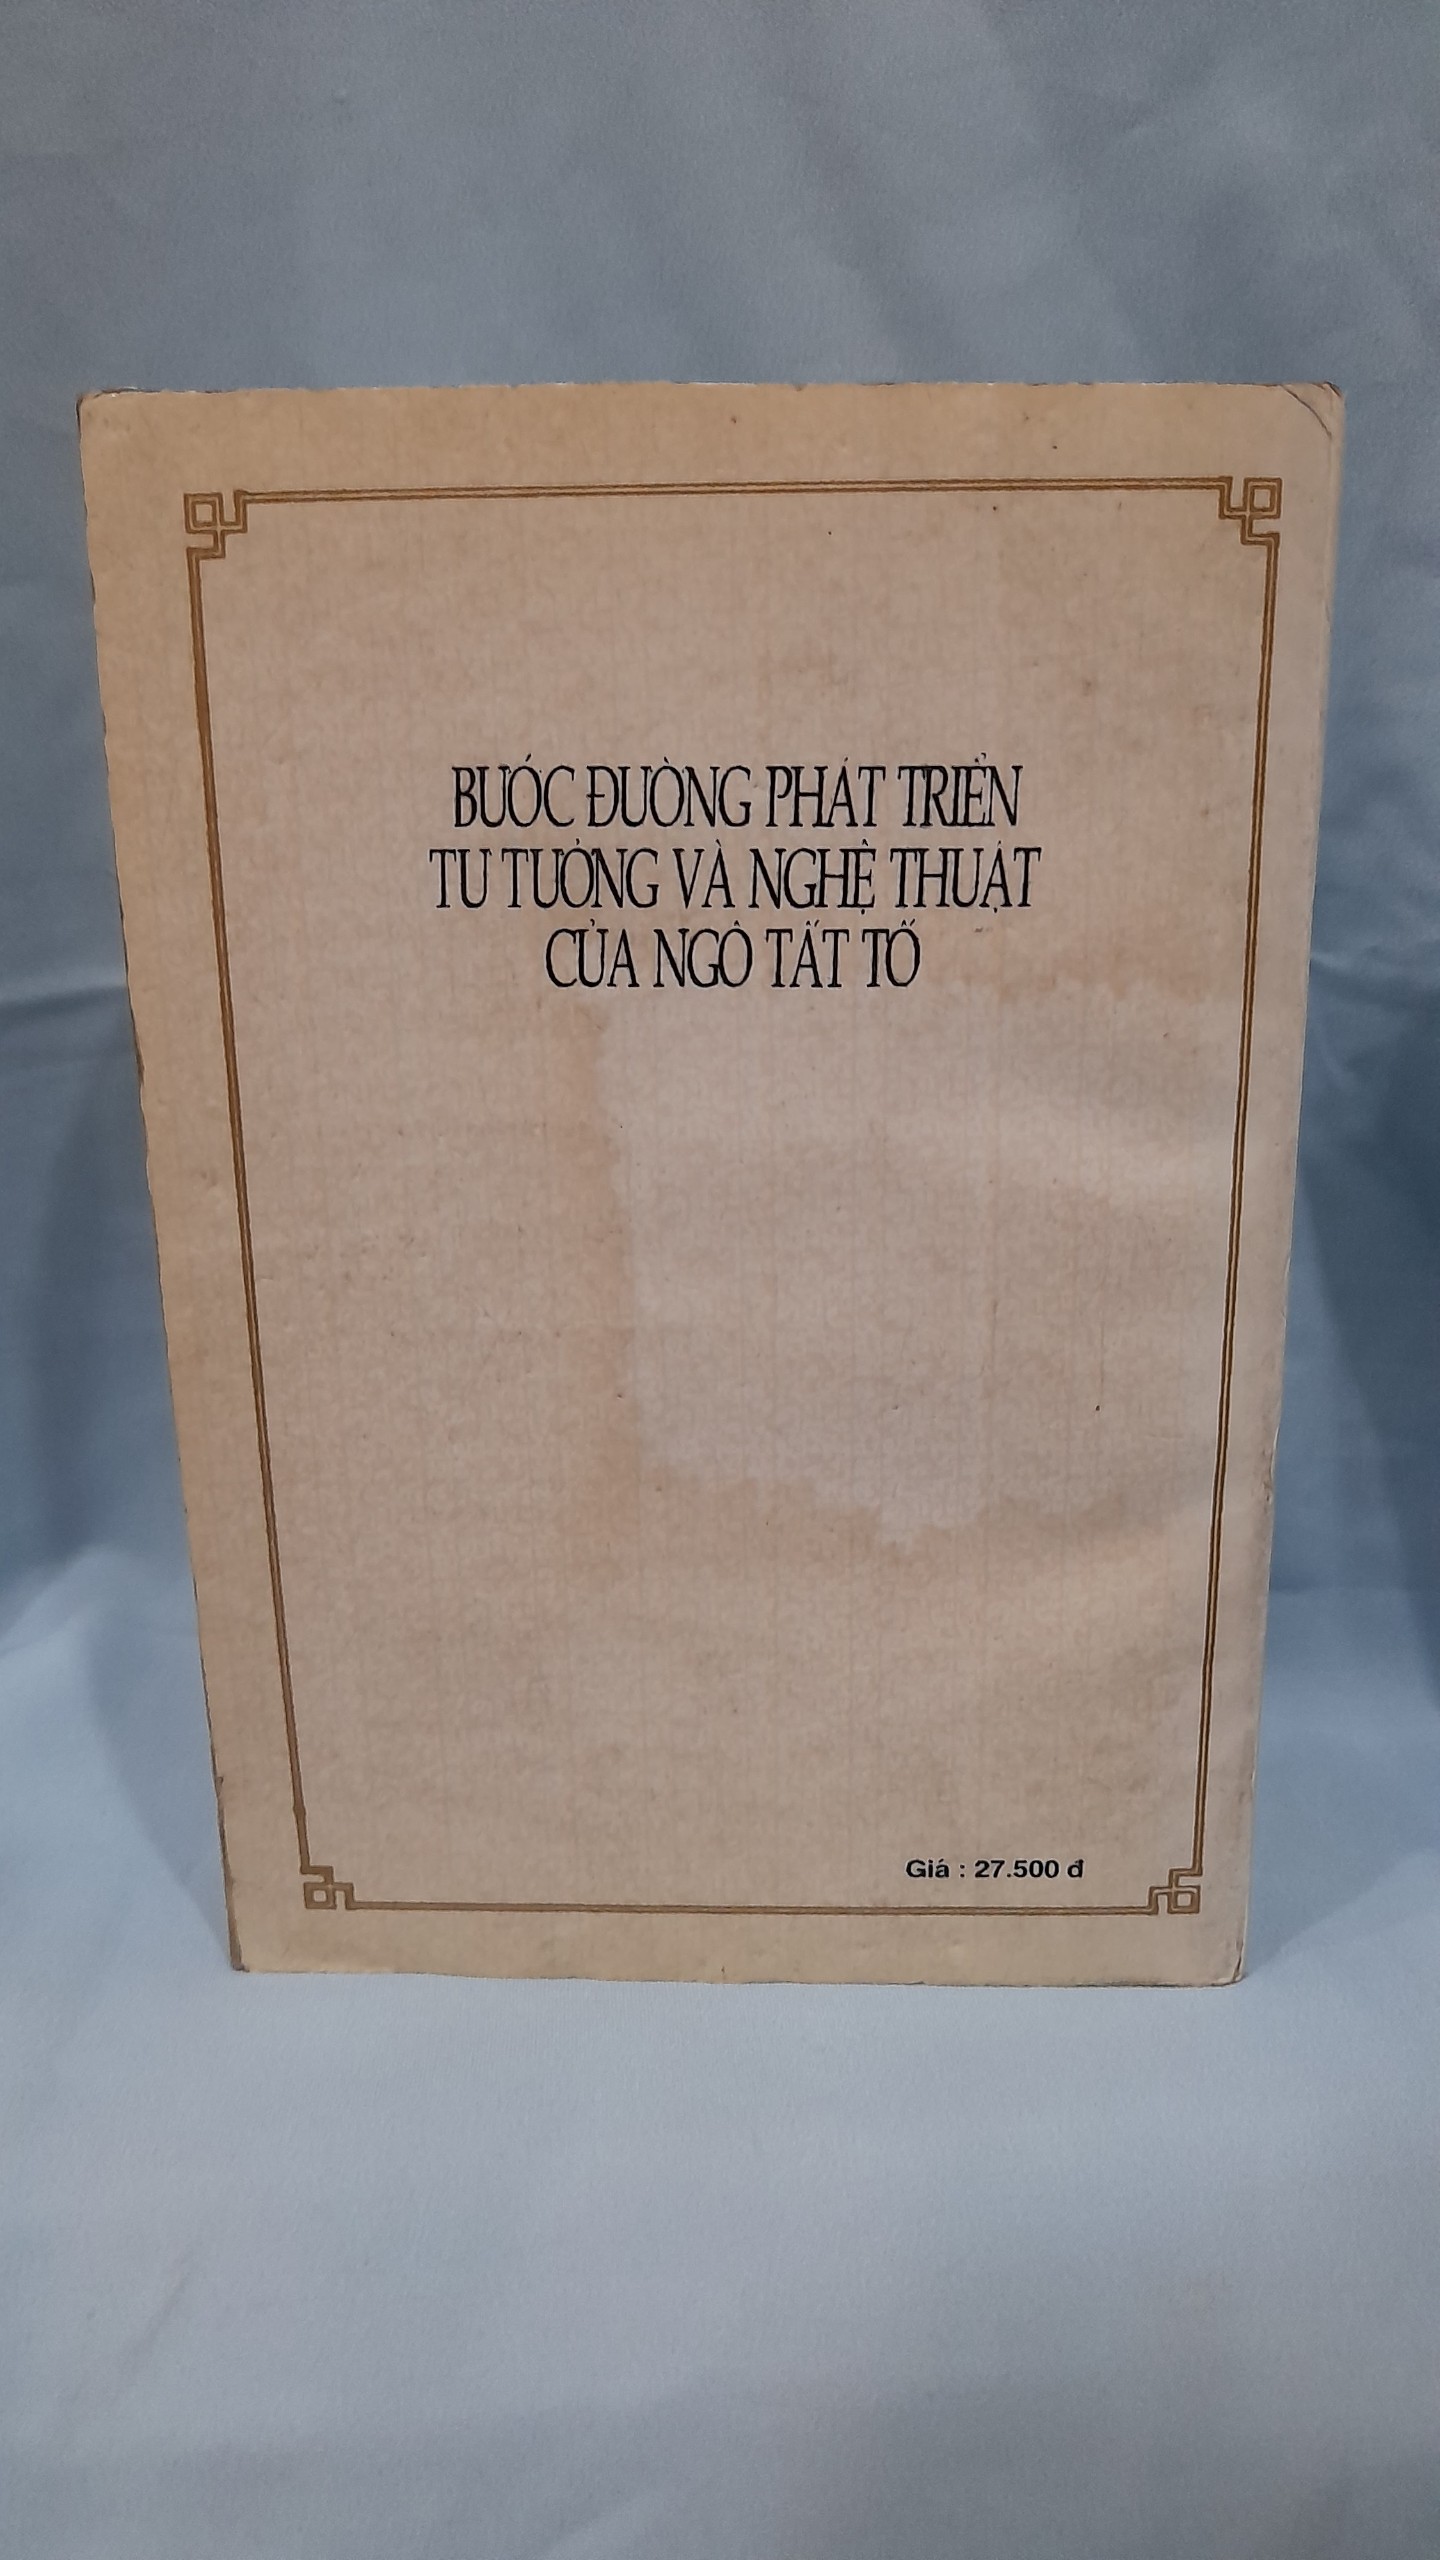 BƯỚC ĐƯỜNG PHÁT TRIỂN
TƯ TƯỞNG VÀ NGHỆ THUẬT
CỦA NGÔ TẤT TỐ
Giá : 27.500 đ